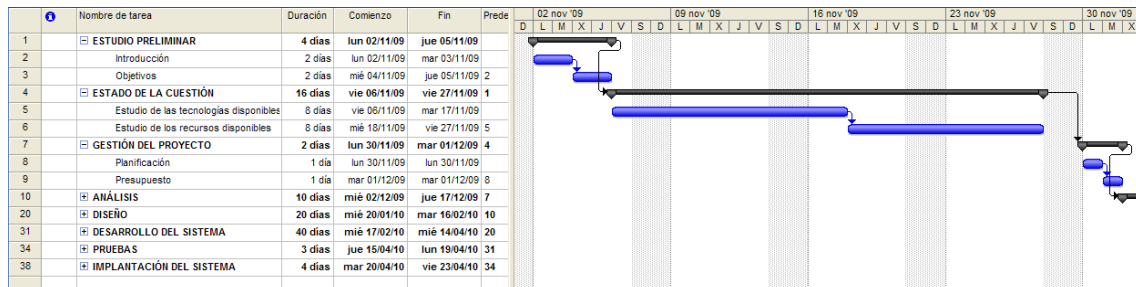 Nombre de tarea Duración Comienzo Fin Prede
02 nov '09 09 nov '09 16 nov '09 23 nov '09 30 nov '09
D L M X J V S D L M X J V S D L M X J V S D L M X J V S D L M X
1 ESTUDIO PRELIMINAR 4 días lun 02/11/09 jue 05/11/09
2 Introducción 2 días lun 02/11/09 mar 03/11/09
3 Objetivos 2 días mié 04/11/09 jue 05/11/09 2
4 ESTADO DE LA CUESTIÓN 16 días vie 06/11/09 vie 27/11/09 1
5 Estudio de las tecnologías disponibles 8 días vie 06/11/09 mar 17/11/09
6 Estudio de los recursos disponibles 8 días mié 18/11/09 vie 27/11/09 5
7 GESTIÓN DEL PROYECTO 2 días lun 30/11/09 mar 01/12/09 4
8 Planificación 1 día lun 30/11/09 lun 30/11/09
9 Presupuesto 1 día mar 01/12/09 mar 01/12/09 8
10 ANÁLISIS 10 días mié 02/12/09 jue 17/12/09 7
20 DISEÑO 20 días mié 20/01/10 mar 16/02/10 10
31 DESARROLLO DEL SISTEMA 40 días mié 17/02/10 mié 14/04/10 20
34 PRUEBAS 3 días jue 15/04/10 lun 19/04/10 31
38 IMPLANTACIÓN DEL SISTEMA 4 días mar 20/04/10 vie 23/04/10 34